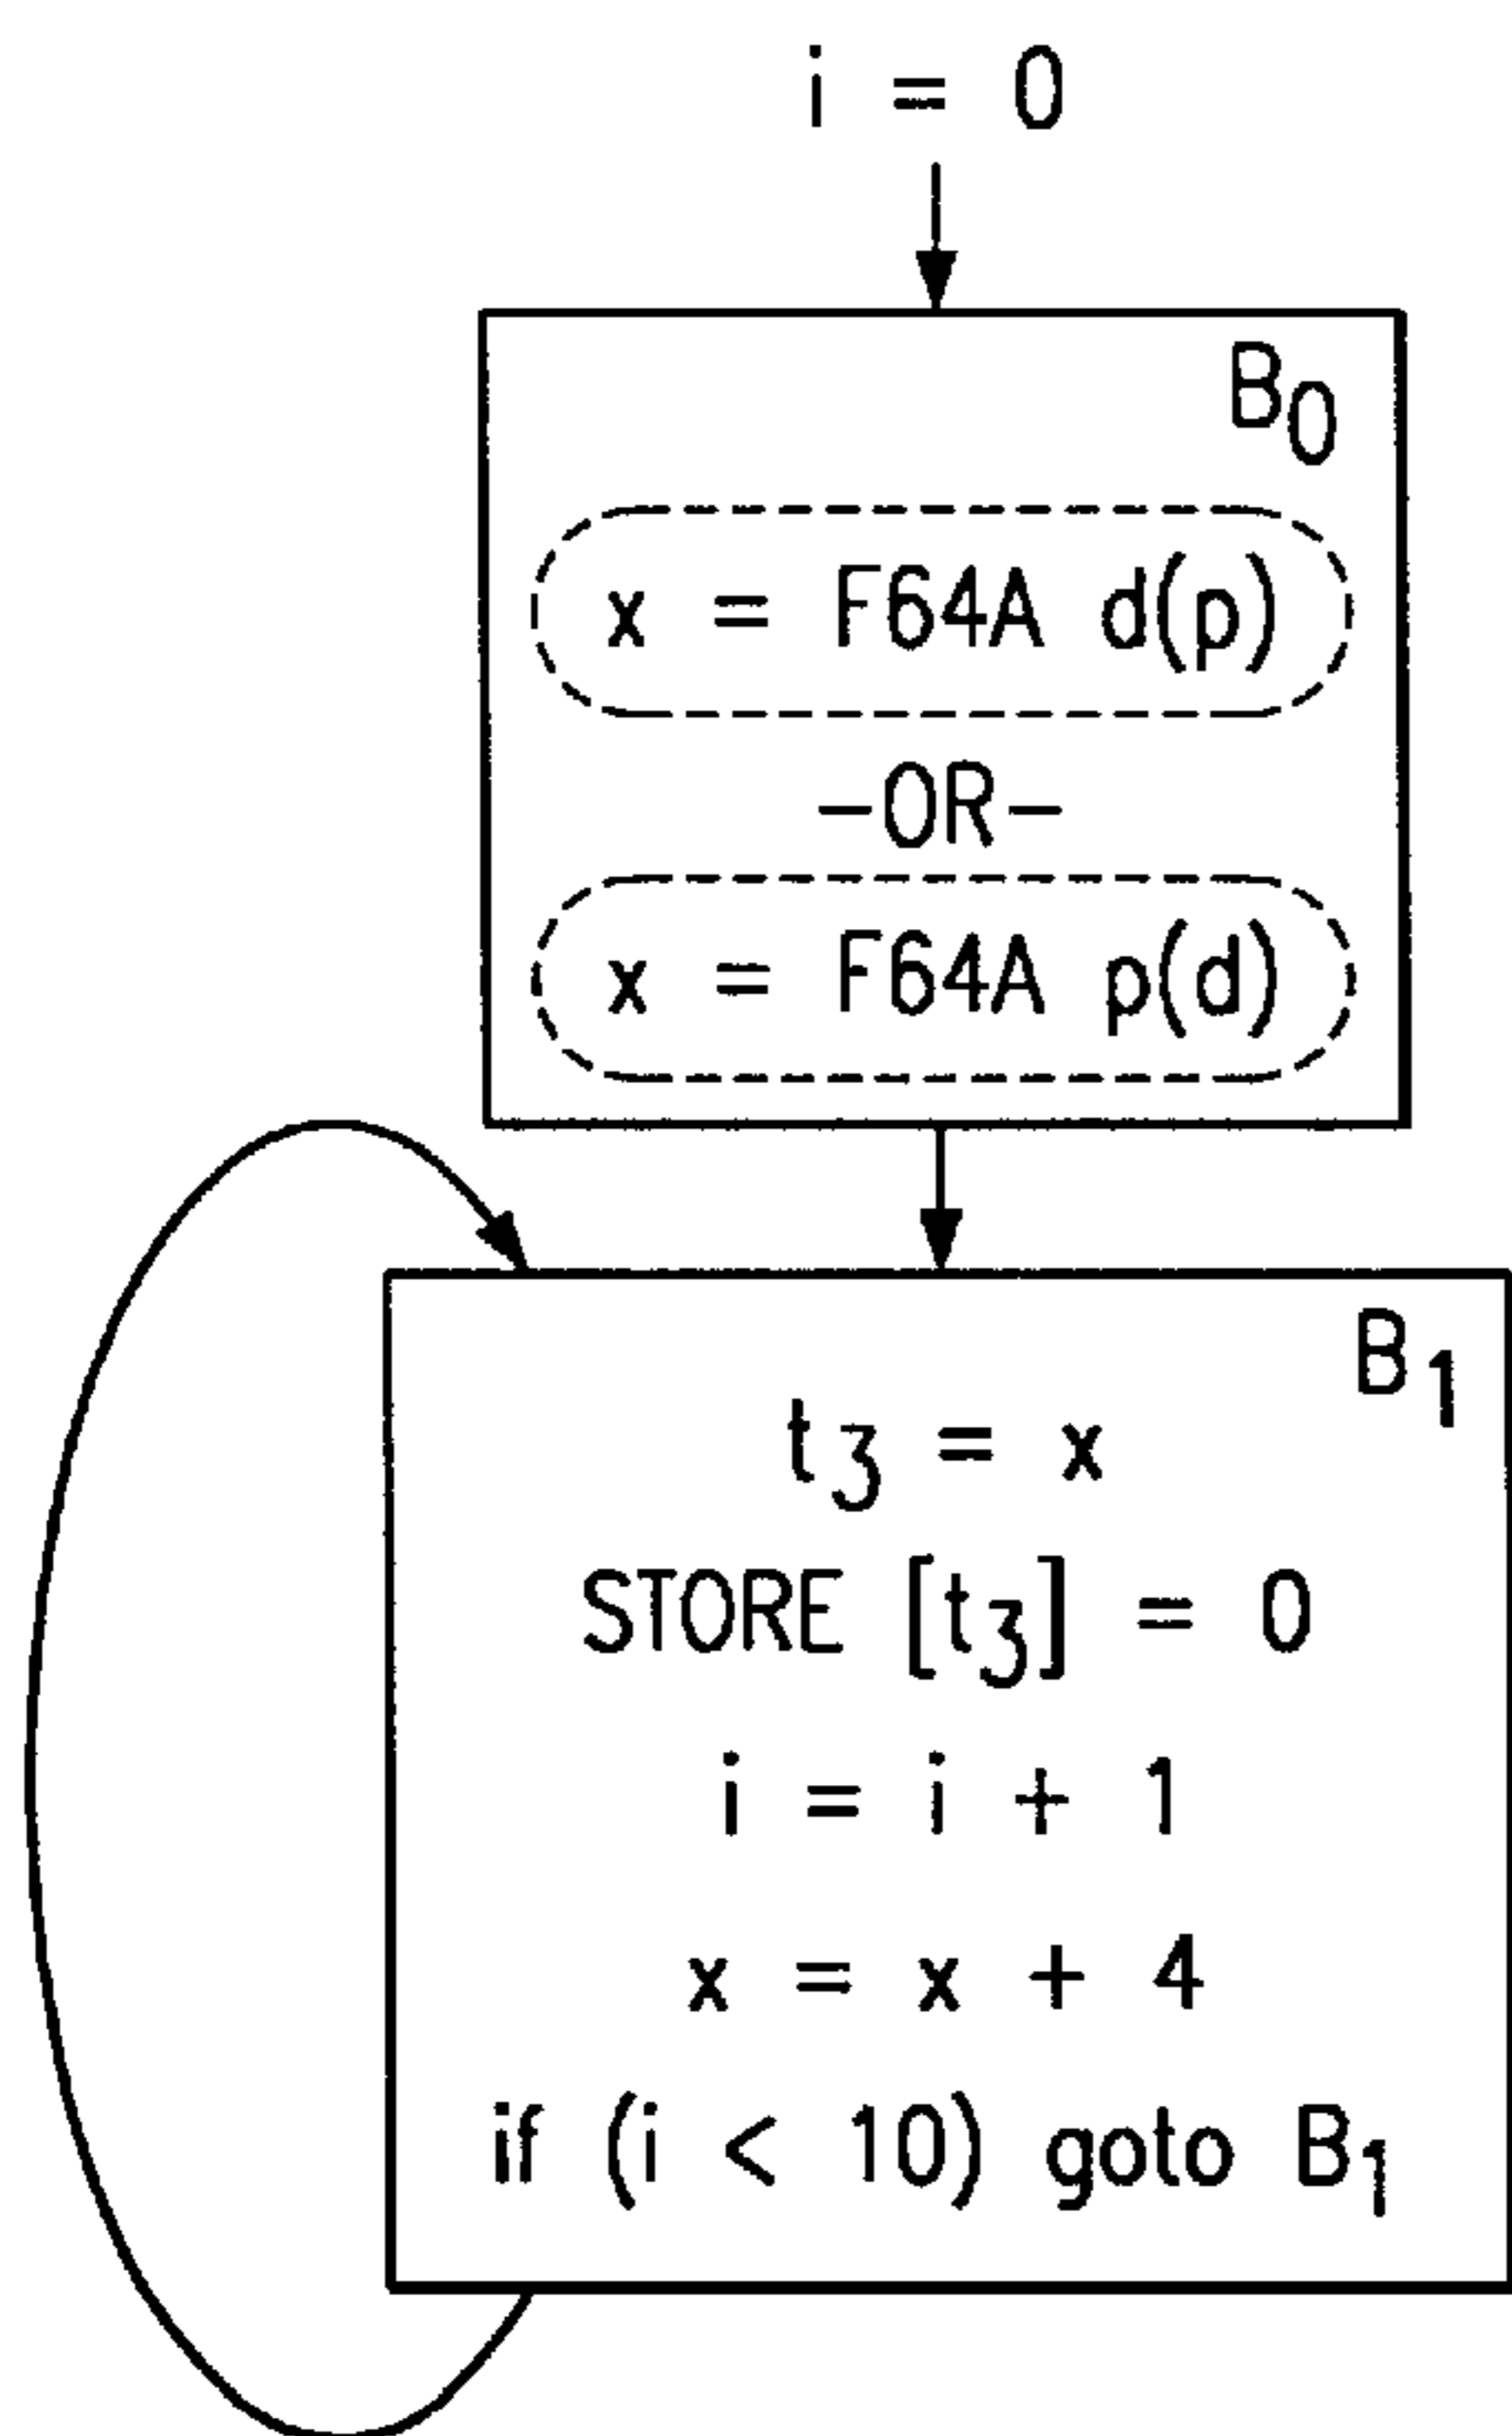 i = 0
B0
x = F64A d(p)
-OR-
x = F64A p(d)
B1
t3 = x
STORE [t3] = 0
i = i + 1
x = x + 4
if (i < 10) goto B1